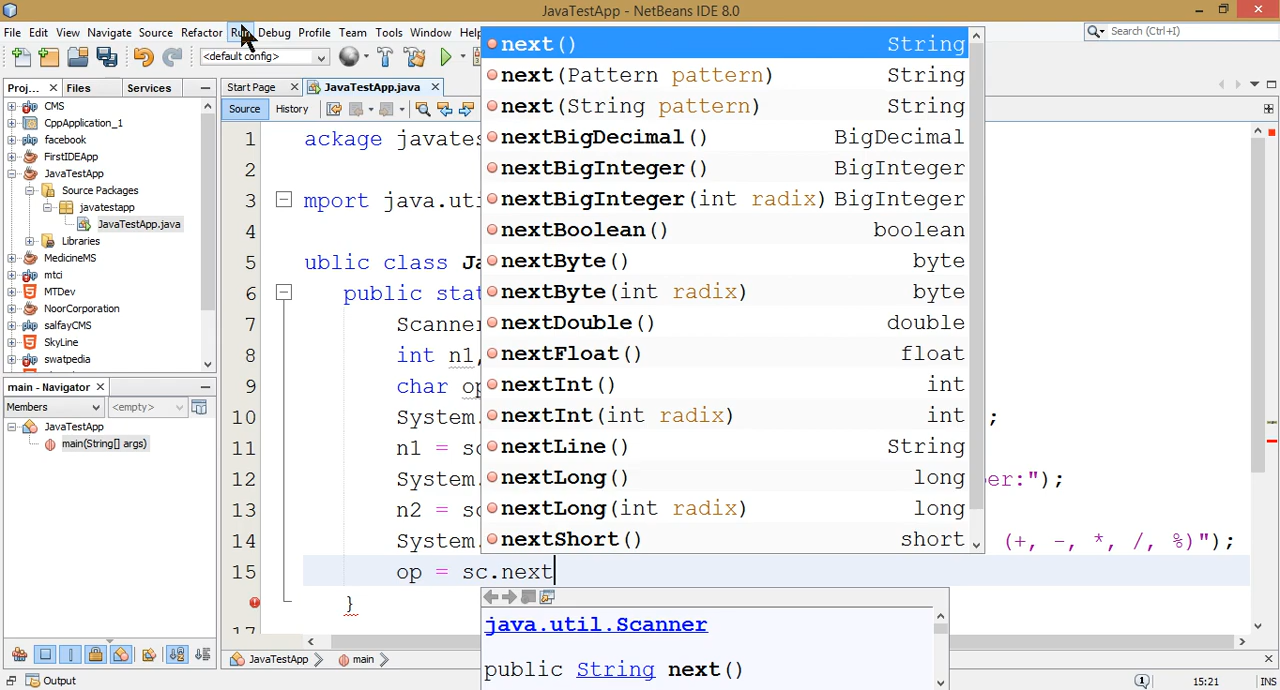 JavaTestApp - NetBeans IDE 8.0
File Edit View Navigate Source Refactor Run Debug Profile Team Tools Window Help
Search (Ctrl+I)
<default config>
Proj... Files Services
Start Page JavaTestApp.java
Source History
CMS
CppApplication_1
facebook
FirstIDEApp
JavaTestApp
Source Packages
javatestapp
JavaTestApp.java
Libraries
MedicineMS
mtci
MTDev
NoorCorporation
salfayCMS
SkyLine
swatpedia
main - Navigator
Members <empty>
JavaTestApp
main(String[] args)
1 ackage javates
2
3 mport java.uti
4
5 ublic class Ja
6 public stat
7 Scanner
8 int n1,
9 char op
10 System. ;
11 n1 = sc
12 System. ber:");
13 n2 = sc
14 System. (+, -, *, /, %)");
15 op = sc.next
}
17
next() String
next(Pattern pattern) String
next(String pattern) String
nextBigDecimal() BigDecimal
nextBigInteger() BigInteger
nextBigInteger(int radix) BigInteger
nextBoolean() boolean
nextByte() byte
nextByte(int radix) byte
nextDouble() double
nextFloat() float
nextInt() int
nextInt(int radix) int
nextLine() String
nextLong() long
nextLong(int radix) long
nextShort() short
java.util.Scanner
public String next()
JavaTestApp main
Output
1 15:21 INS